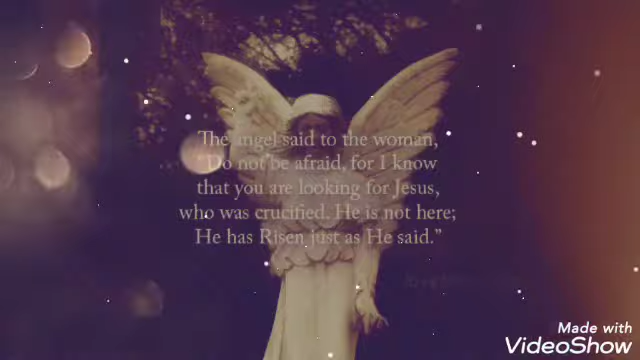 The angel said to the woman,
“Do not be afraid, for I know
that you are looking for Jesus,
who was crucified. He is not here;
He has Risen just as He said.”
Made with
VideoShow